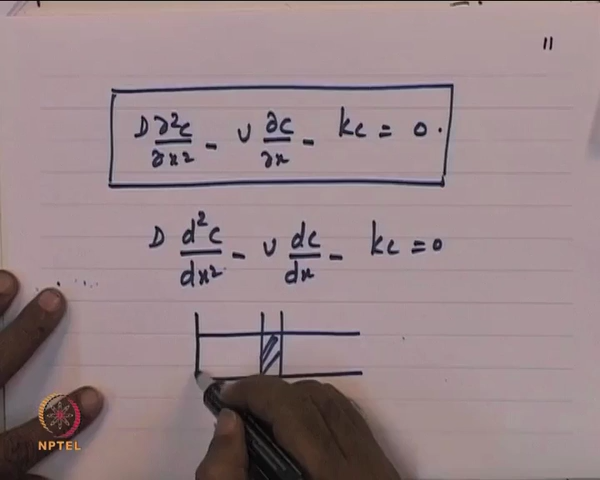 11
D ∂²c/∂x² - U ∂c/∂x - kc = 0.
D d²c/dx² - U dc/dx - kc = 0
NPTEL